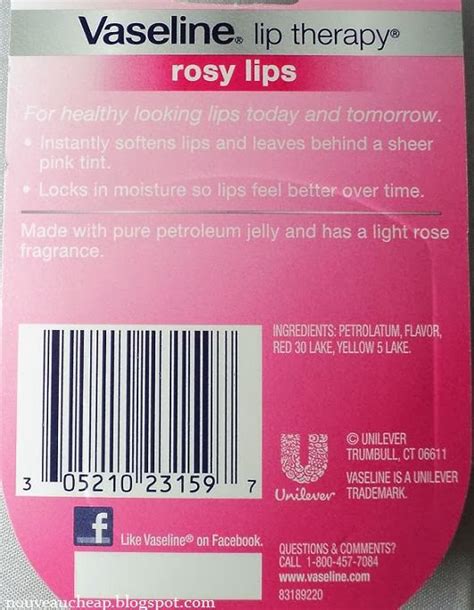 Vaseline® lip therapy®
rosy lips
For healthy looking lips today and tomorrow.
• Instantly softens lips and leaves behind a sheer
pink tint.
• Locks in moisture so lips feel better over time.
Made with pure petroleum jelly and has a light rose
fragrance.
INGREDIENTS: PETROLATUM, FLAVOR,
RED 30 LAKE, YELLOW 5 LAKE.
3 05210 23159 7
Unilever
© UNILEVER
TRUMBULL, CT 06611
VASELINE IS A UNILEVER
TRADEMARK.
f
Like Vaseline® on Facebook.
QUESTIONS & COMMENTS?
CALL 1-800-457-7084
www.vaseline.com
83189220
nouveaucheap.blogspot.com